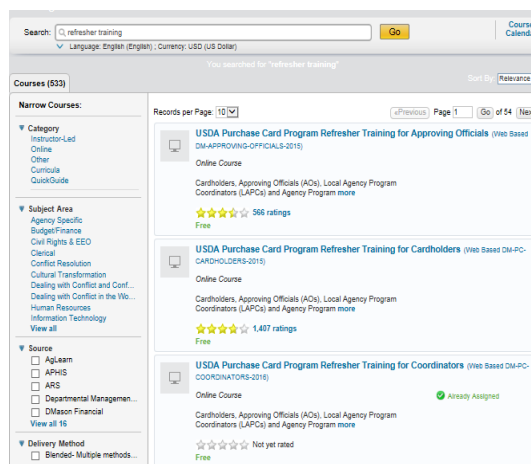 Search: refresher training Go
Course
Calenda
Language: English (English) ; Currency: USD (US Dollar)
You searched for "refresher training"
Courses (533)
Sort By: Relevance
Narrow Courses:
Records per Page: 10 «Previous Page 1 Go of 54 Nex
Category
Instructor-Led
Online
Other
Curricula
QuickGuide
Subject Area
Agency Specific
Budget/Finance
Civil Rights & EEO
Clerical
Conflict Resolution
Cultural Transformation
Dealing with Conflict and Conf...
Dealing with Conflict in the Wo...
Human Resources
Information Technology
View all
Source
AgLearn
APHIS
ARS
Departmental Managemen...
DMason Financial
View all 16
Delivery Method
Blended- Multiple methods...
USDA Purchase Card Program Refresher Training for Approving Officials (Web Based
DM-APPROVING-OFFICIALS-2015)
Online Course
Cardholders, Approving Officials (AOs), Local Agency Program
Coordinators (LAPCs) and Agency Program more
566 ratings
Free
USDA Purchase Card Program Refresher Training for Cardholders (Web Based DM-PC-
CARDHOLDERS-2015)
Online Course
Cardholders, Approving Officials (AOs), Local Agency Program
Coordinators (LAPCs) and Agency Program more
1,407 ratings
Free
USDA Purchase Card Program Refresher Training for Coordinators (Web Based DM-PC-
COORDINATORS-2016)
Online Course
Already Assigned
Cardholders, Approving Officials (AOs), Local Agency Program
Coordinators (LAPCs) and Agency Program more
Not yet rated
Free